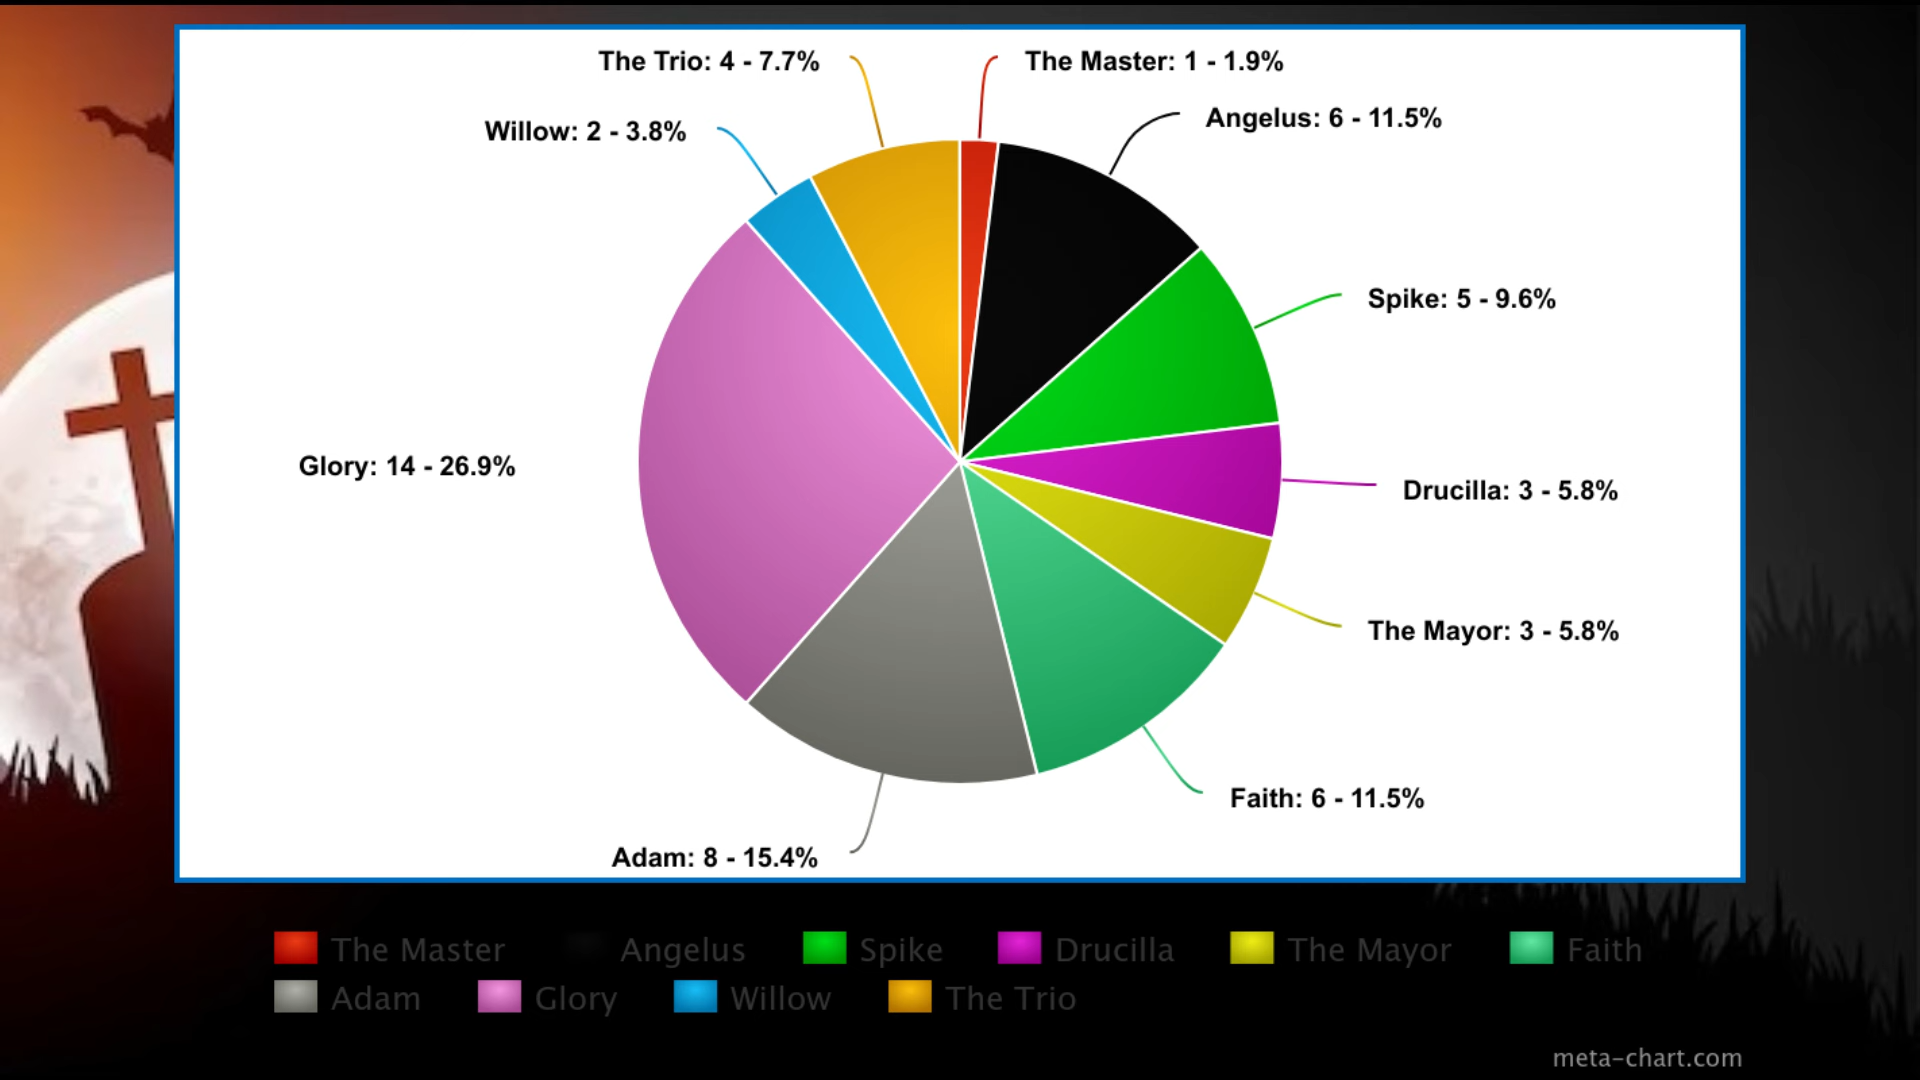 The Trio: 4 - 7.7%
The Master: 1 - 1.9%
Willow: 2 - 3.8%
Angelus: 6 - 11.5%
Spike: 5 - 9.6%
Glory: 14 - 26.9%
Drucilla: 3 - 5.8%
The Mayor: 3 - 5.8%
Faith: 6 - 11.5%
Adam: 8 - 15.4%
The Master Angelus Spike Drucilla The Mayor Faith
Adam Glory Willow The Trio
meta-chart.com